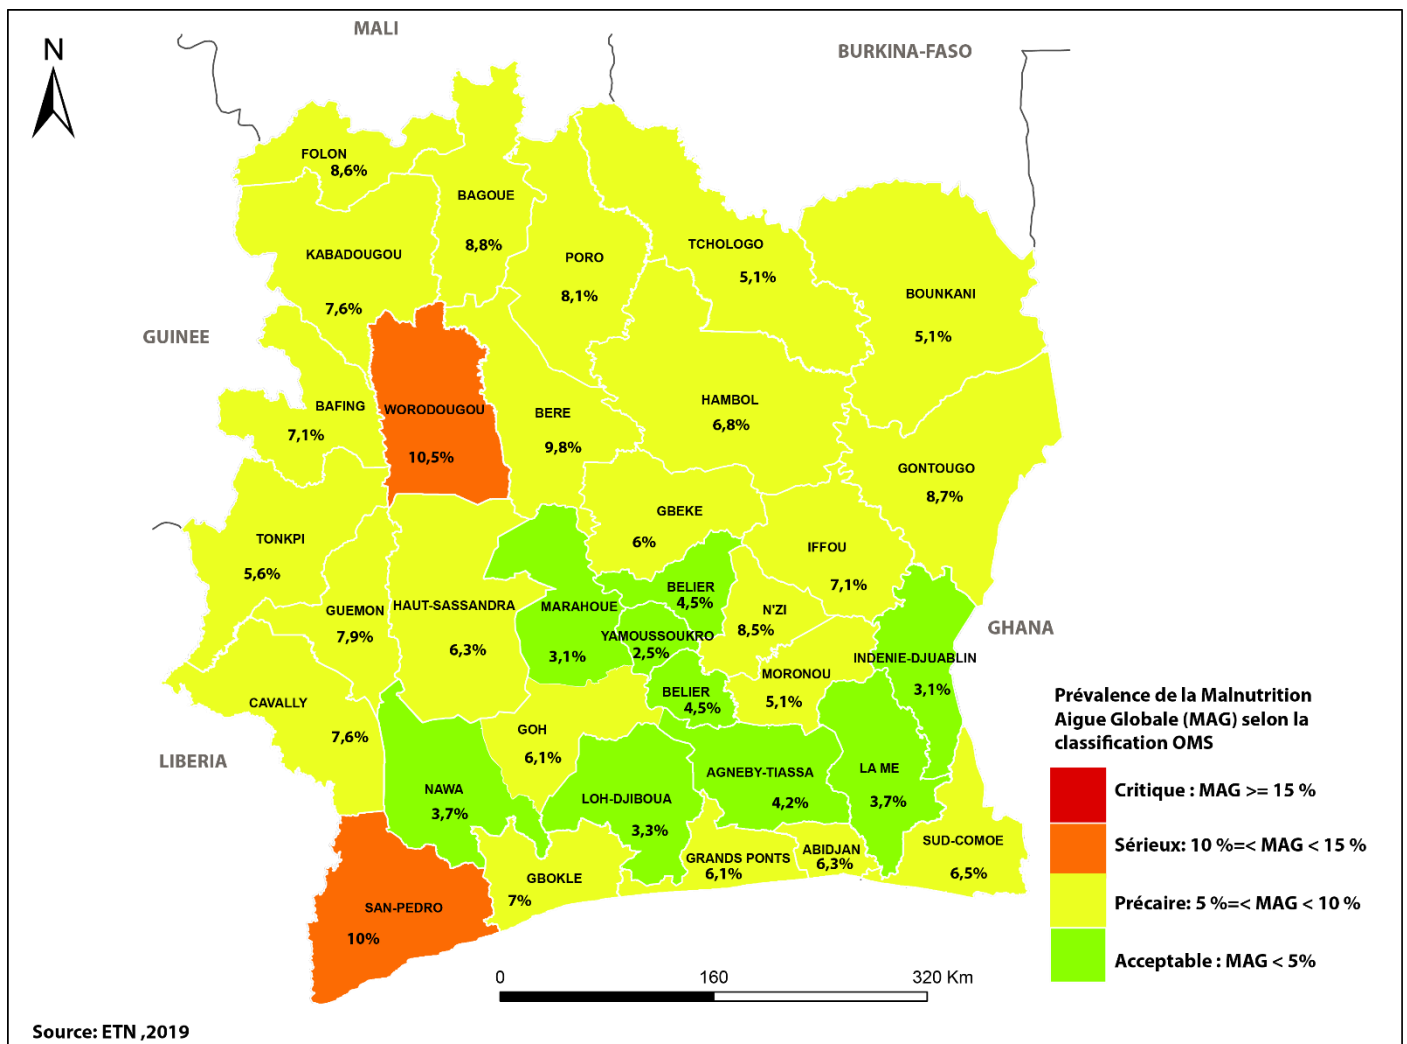 MALI
BURKINA-FASO
N
FOLON
8,6%
BAGOUE
8,8%
KABADOUGOU
7,6%
PORO
8,1%
TCHOLOGO
5,1%
BOUNKANI
5,1%
GUINEE
BAFING
7,1%
WORODOUGOU
10,5%
BERE
9,8%
HAMBOL
6,8%
GONTOUGO
8,7%
TONKPI
5,6%
GBEKE
6%
IFFOU
7,1%
GUEMON
7,9%
HAUT-SASSANDRA
6,3%
MARAHOUE
3,1%
BELIER
4,5%
N'ZI
8,5%
YAMOUSSOUKRO
2,5%
GHANA
INDENIE-DJUABLIN
3,1%
MORONOU
5,1%
BELIER
4,5%
CAVALLY
7,6%
LIBERIA
GOH
6,1%
NAWA
3,7%
LOH-DJIBOUA
3,3%
AGNEBY-TIASSA
4,2%
LA ME
3,7%
SUD-COMOE
6,5%
ABIDJAN
6,3%
GRANDS PONTS
6,1%
GBOKLE
7%
SAN-PEDRO
10%
Prévalence de la Malnutrition
Aigue Globale (MAG) selon la
classification OMS
Critique : MAG >= 15 %
Sérieux: 10 %=< MAG < 15 %
Précaire: 5 %=< MAG < 10 %
Acceptable : MAG < 5%
0 160 320 Km
Source: ETN ,2019